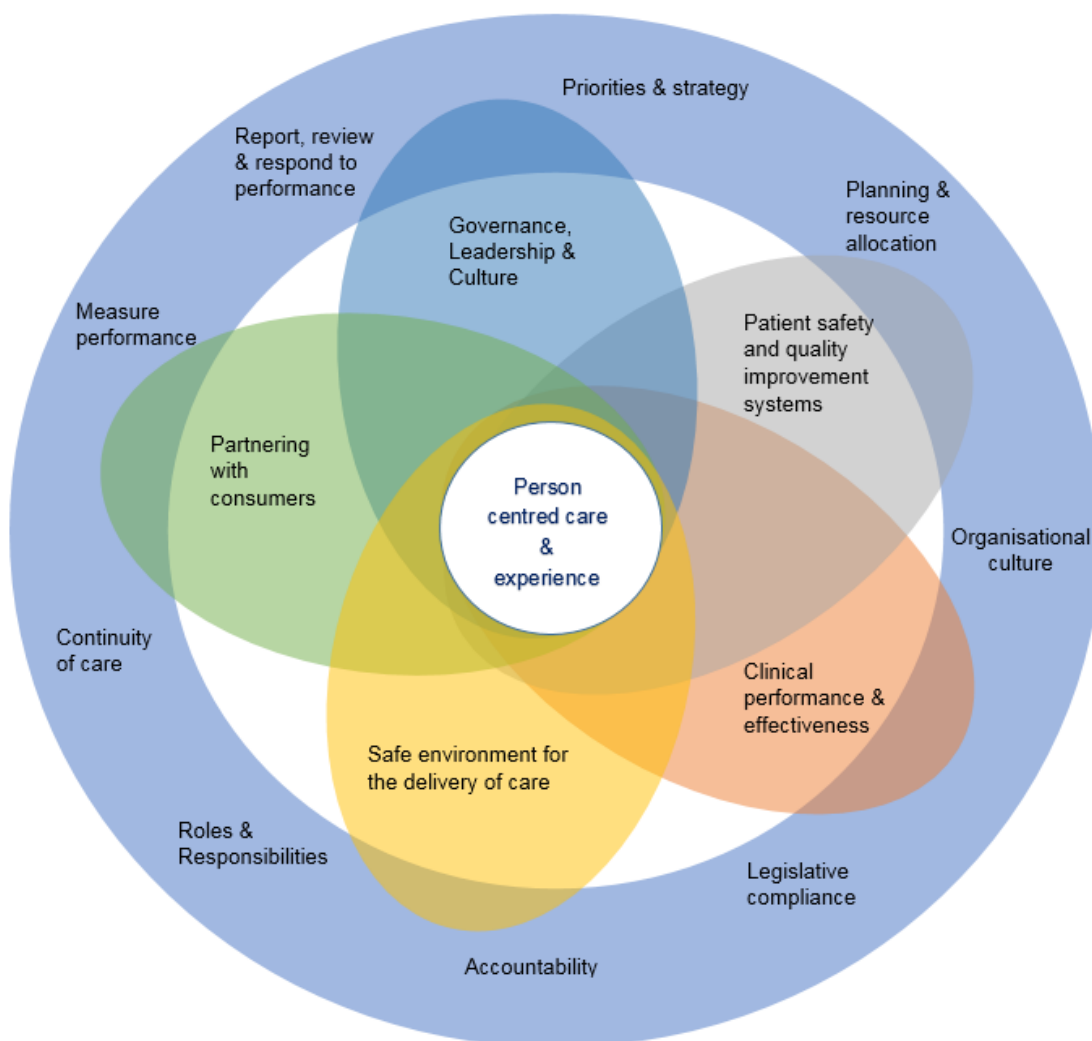 Priorities & strategy
Report, review
& respond to
performance
Planning &
resource
allocation
Governance,
Leadership &
Culture
Measure
performance
Patient safety
and quality
improvement
systems
Partnering
with
consumers
Person
centred care
&
experience
Organisational
culture
Continuity
of care
Clinical
performance &
effectiveness
Safe environment for
the delivery of care
Roles &
Responsibilities
Legislative
compliance
Accountability